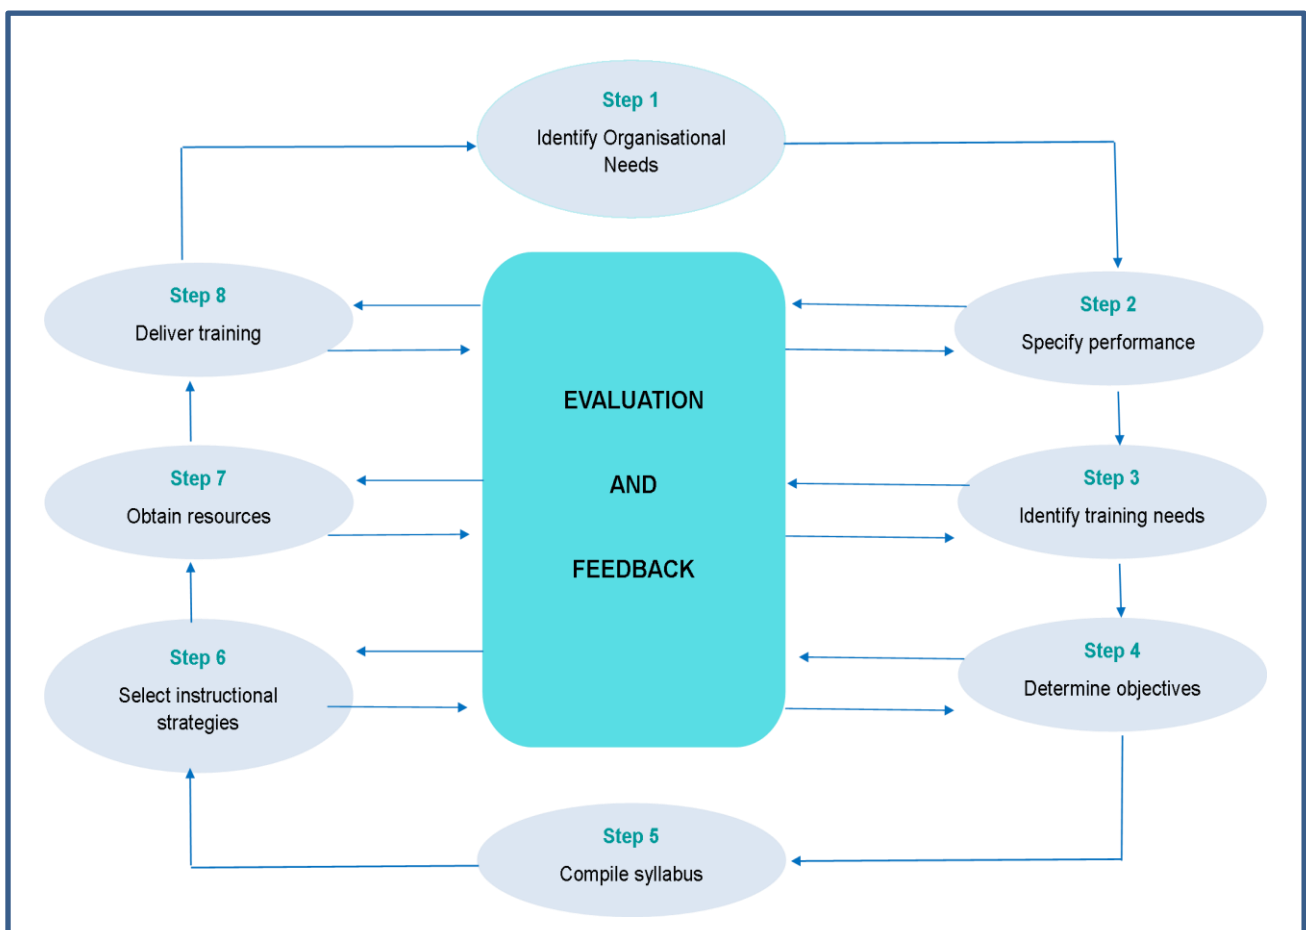 Step 1
Identify Organisational
Needs
Step 2
Specify performance
Step 3
Identify training needs
Step 4
Determine objectives
Step 5
Compile syllabus
Step 6
Select instructional
strategies
Step 7
Obtain resources
Step 8
Deliver training
EVALUATION
AND
FEEDBACK